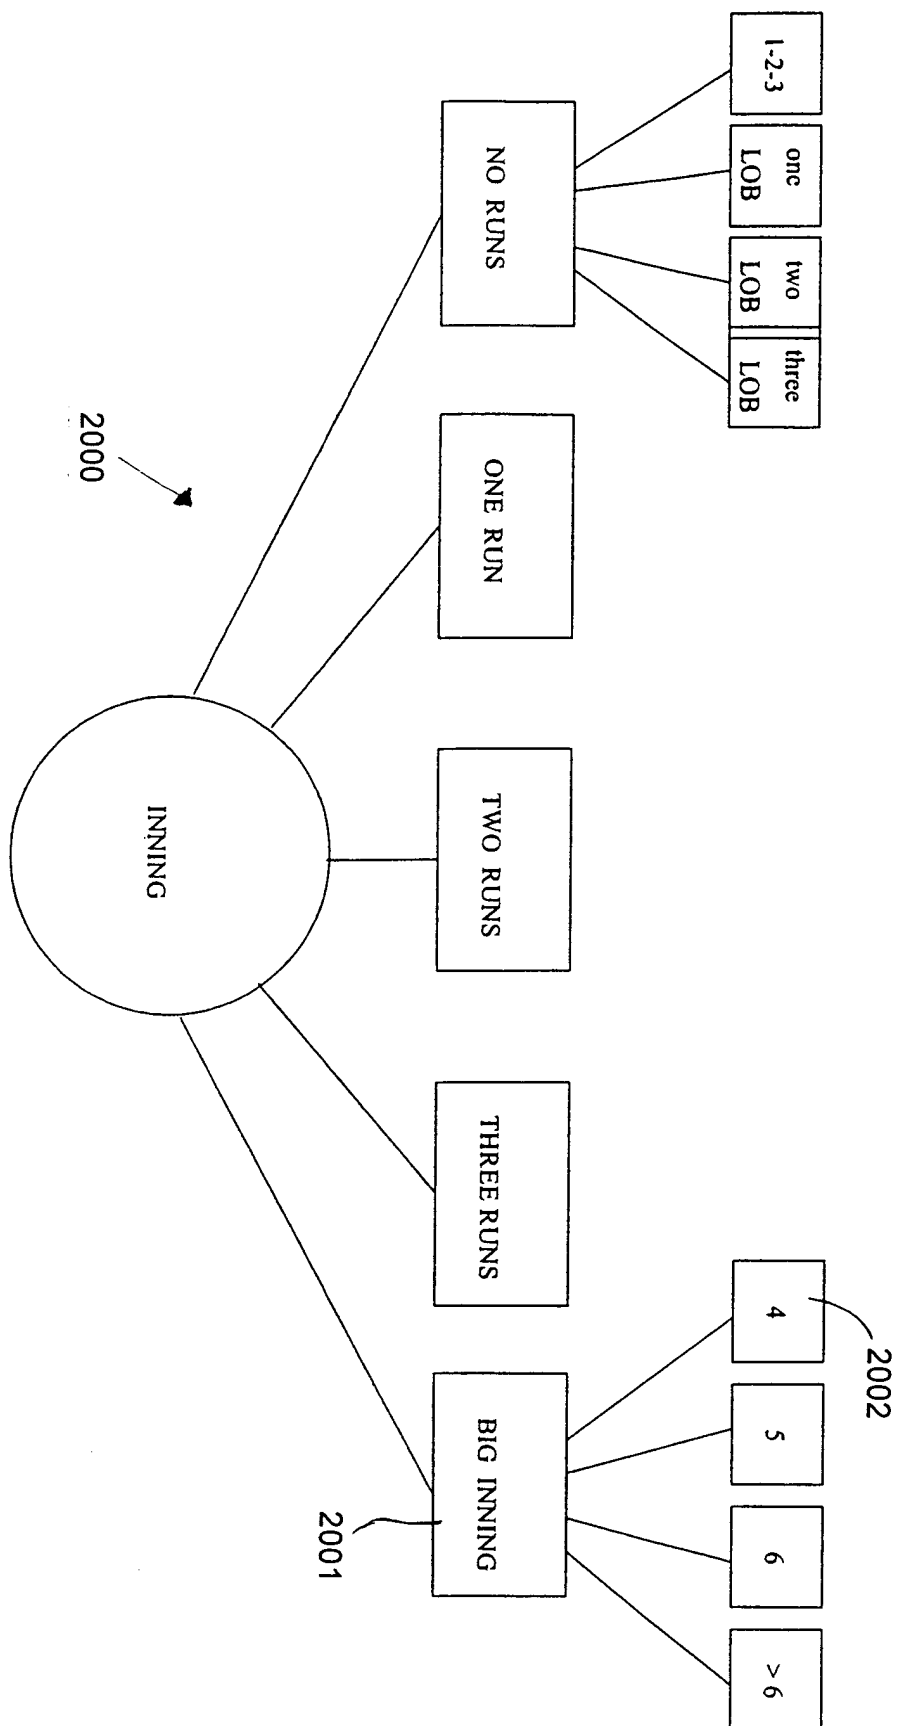 2002
1-2-3
one
LOB
two
LOB
three
LOB
4
5
6
> 6
NO RUNS
ONE RUN
TWO RUNS
THREE RUNS
BIG INNING
2001
INNING
2000